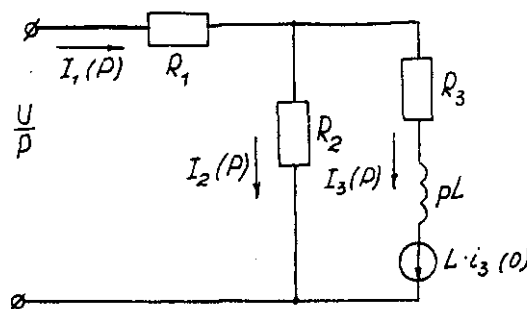 I₁(P)
R₁
R₃
U/P
R₂
I₂(P)
I₃(P)
pL
L·i₃(0)